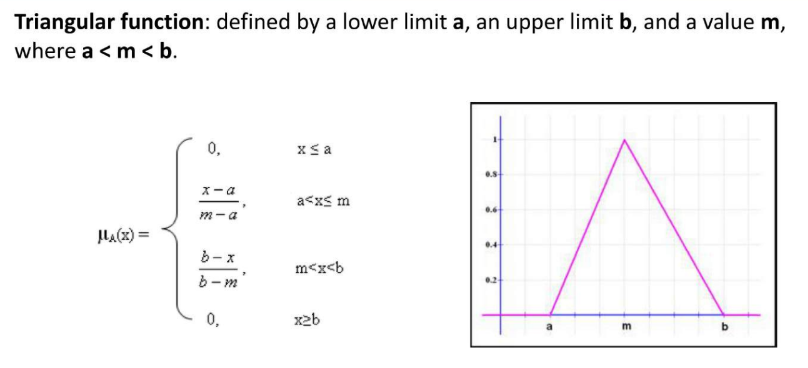 Triangular function: defined by a lower limit a, an upper limit b, and a value m,
where a < m < b.
μA(x) =
0, x ≤ a
x − a / m − a , a<x≤ m
b − x / b − m , m<x<b
0, x≥b
1
0.8
0.6
0.4
0.2
a m b